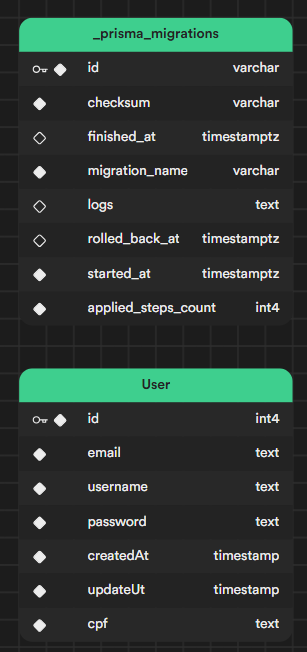 _prisma_migrations
id varchar
checksum varchar
finished_at timestamptz
migration_name varchar
logs text
rolled_back_at timestamptz
started_at timestamptz
applied_steps_count int4
User
id int4
email text
username text
password text
createdAt timestamp
updateUt timestamp
cpf text